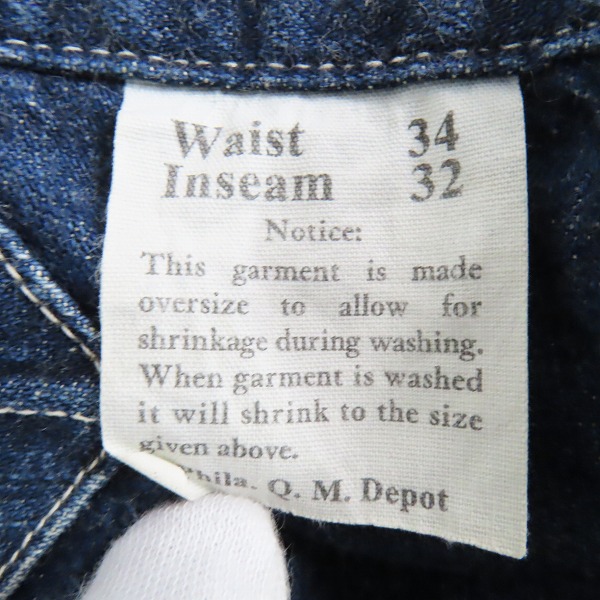 Waist 34
Inseam 32
Notice:
This garment is made
oversize to allow for
shrinkage during washing.
When garment is washed
it will shrink to the size
given above.
Phila. Q. M. Depot